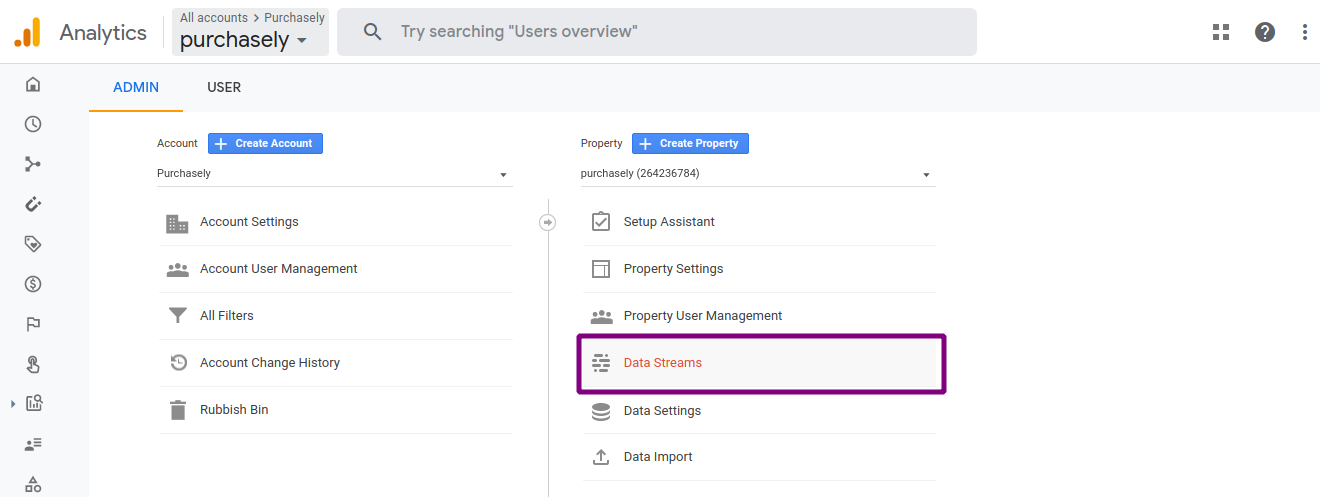 Analytics
All accounts > Purchasely
purchasely
Try searching "Users overview"
ADMIN
USER
Account
Create Account
Purchasely
Account Settings
Account User Management
All Filters
Account Change History
Rubbish Bin
Property
Create Property
purchasely (264236784)
Setup Assistant
Property Settings
Property User Management
Data Streams
Data Settings
Data Import